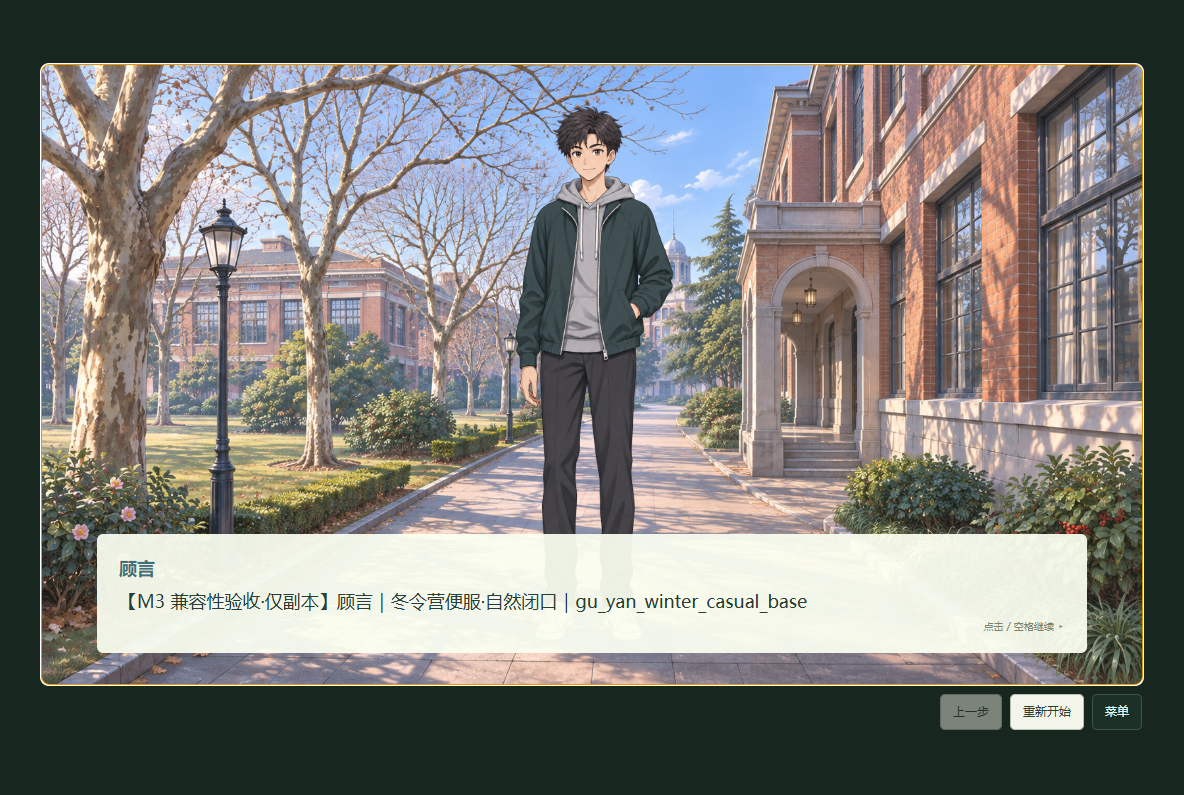 顾言
【M3 兼容性验收·仅副本】顾言｜冬令营便服·自然闭口｜gu_yan_winter_casual_base
点击 / 空格继续 ▸
上一步
重新开始
菜单